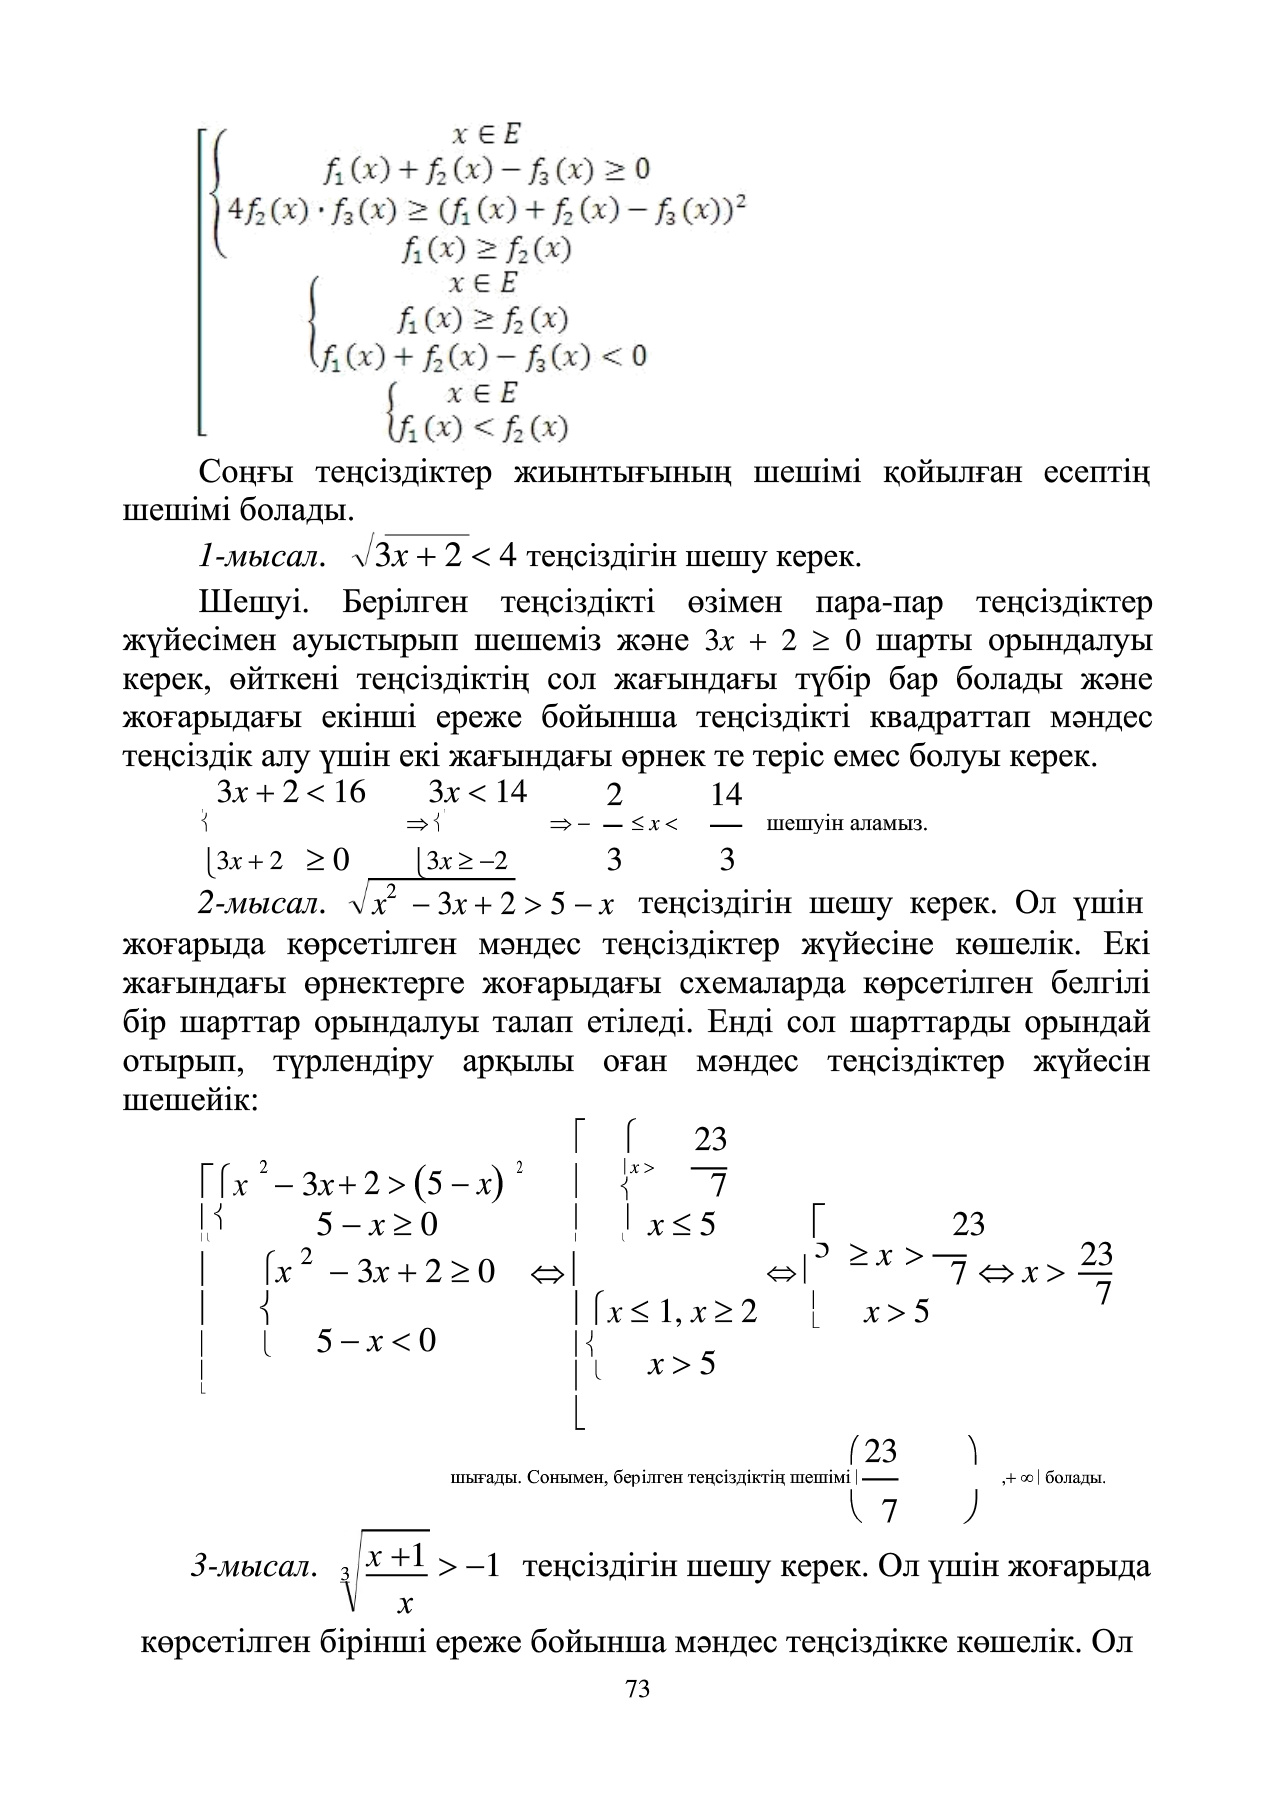 x ∈ E
f₁(x) + f₂(x) − f₃(x) ≥ 0
4f₂(x) · f₃(x) ≥ (f₁(x) + f₂(x) − f₃(x))²
f₁(x) ≥ f₂(x)
x ∈ E
f₁(x) ≥ f₂(x)
f₁(x) + f₂(x) − f₃(x) < 0
x ∈ E
f₁(x) < f₂(x)
Соңғы теңсіздіктер жиынтығының шешімі қойылған есептің
шешімі болады.
1-мысал. √3x + 2 < 4 теңсіздігін шешу керек.
Шешуі. Берілген теңсіздікті өзімен пара-пар теңсіздіктер
жүйесімен ауыстырып шешеміз және 3x + 2 ≥ 0 шарты орындалуы
керек, өйткені теңсіздіктің сол жағындағы түбір бар болады және
жоғарыдағы екінші ереже бойынша теңсіздікті квадраттап мәндес
теңсіздік алу үшін екі жағындағы өрнек те теріс емес болуы керек.
{3x + 2 < 16, 3x + 2 ≥ 0 ⇒ {3x < 14, 3x ≥ −2 ⇒ − 2/3 ≤ x < 14/3 шешуін аламыз.
2-мысал. √x² − 3x + 2 > 5 − x теңсіздігін шешу керек. Ол үшін
жоғарыда көрсетілген мәндес теңсіздіктер жүйесіне көшелік. Екі
жағындағы өрнектерге жоғарыдағы схемаларда көрсетілген белгілі
бір шарттар орындалуы талап етіледі. Енді сол шарттарды орындай
отырып, түрлендіру арқылы оған мәндес теңсіздіктер жүйесін
шешейік:
[{x² − 3x + 2 > (5 − x)², 5 − x ≥ 0; {x² − 3x + 2 ≥ 0, 5 − x < 0 ⇔ [{x > 23/7, x ≤ 5; {x ≤ 1, x ≥ 2, x > 5 ⇔ [5 ≥ x > 23/7; x > 5 ⇔ x > 23/7
шығады. Сонымен, берілген теңсіздіктің шешімі (23/7 ,+ ∞) болады.
3-мысал. ∛(x +1)/x > −1 теңсіздігін шешу керек. Ол үшін жоғарыда
көрсетілген бірінші ереже бойынша мәндес теңсіздікке көшелік. Ол
73